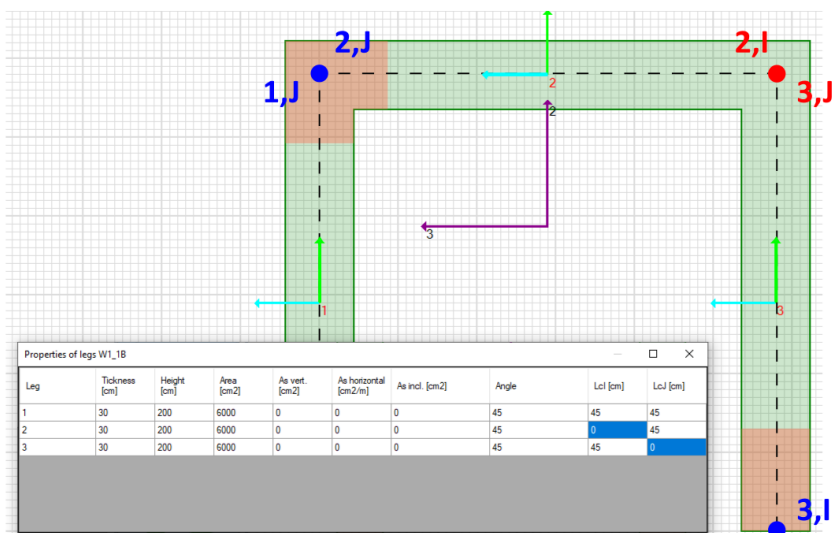 2,J
2,I
1,J
3,J
2
2
3
1
3
Properties of legs W1_1B
Leg Tickness [cm] Height [cm] Area [cm2] As vert. [cm2] As horizontal [cm2/m] As incl. [cm2] Angle LcI [cm] LcJ [cm]
1 30 200 6000 0 0 0 45 45 45
2 30 200 6000 0 0 0 45 0 45
3 30 200 6000 0 0 0 45 45 0
3,I